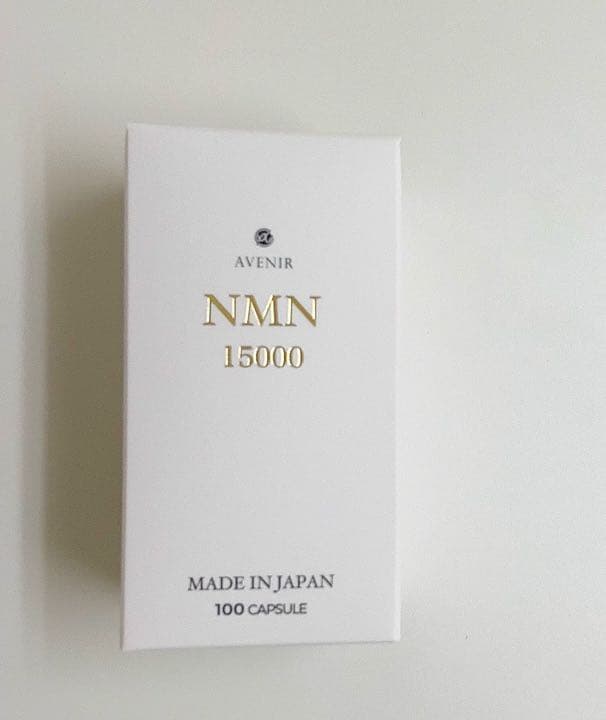 AVENIR
NMN
15000
MADE IN JAPAN
100 CAPSULE